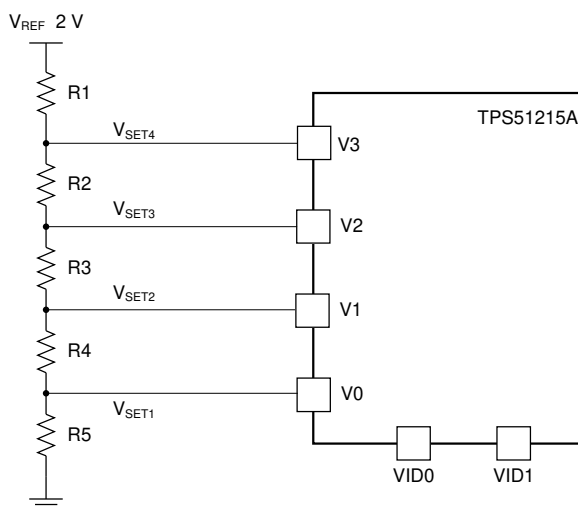 VREF 2 V
R1
TPS51215A
VSET4
V3
R2
VSET3
V2
R3
VSET2
V1
R4
VSET1
V0
R5
VID0
VID1